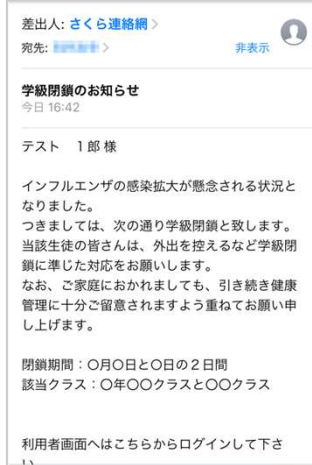 差出人: さくら連絡網 >
宛先: >
非表示
学級閉鎖のお知らせ
今日 16:42
テスト　１郎 様
インフルエンザの感染拡大が懸念される状況と
なりました。
つきましては、次の通り学級閉鎖と致します。
当該生徒の皆さんは、外出を控えるなど学級閉
鎖に準じた対応をお願いします。
なお、ご家庭におかれましても、引き続き健康
管理に十分ご留意されますよう重ねてお願い申
し上げます。
閉鎖期間：〇月〇日と〇日の２日間
該当クラス：〇年〇〇クラスと〇〇クラス
利用者画面へはこちらからログインして下さ
い